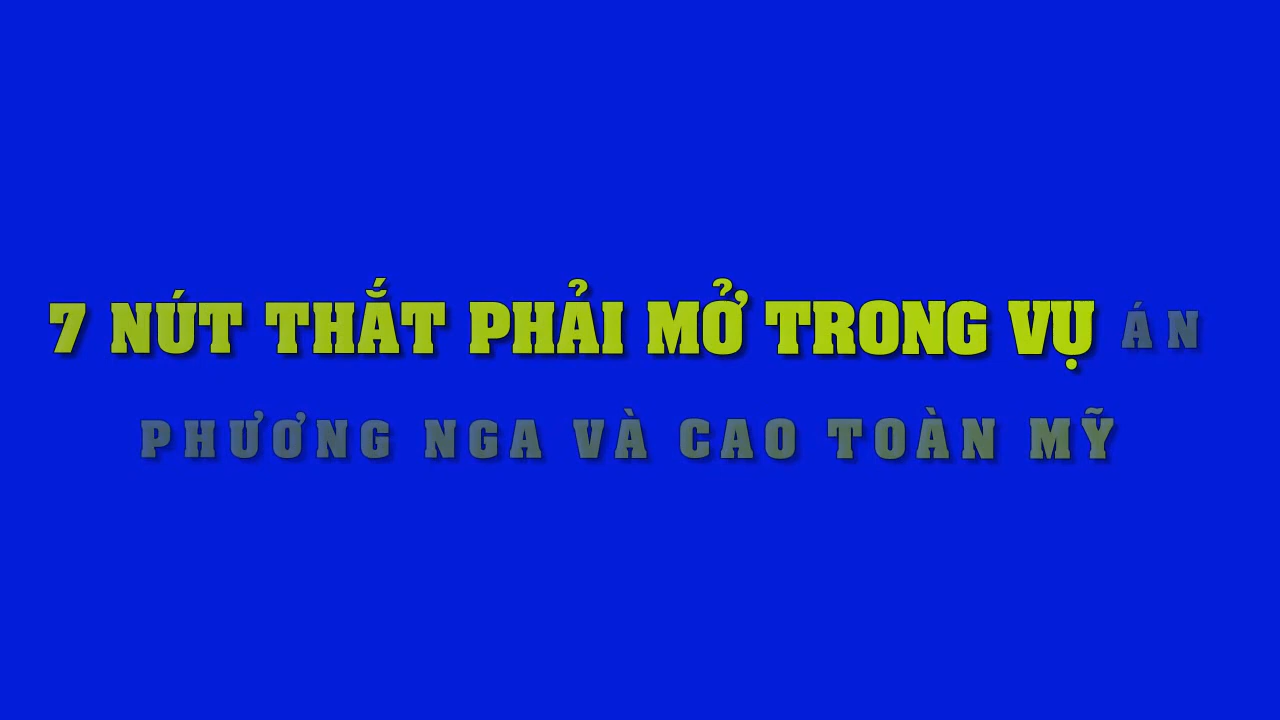 7 NÚT THẮT PHẢI MỞ TRONG VỤ ÁN
PHƯƠNG NGA VÀ CAO TOÀN MỸ